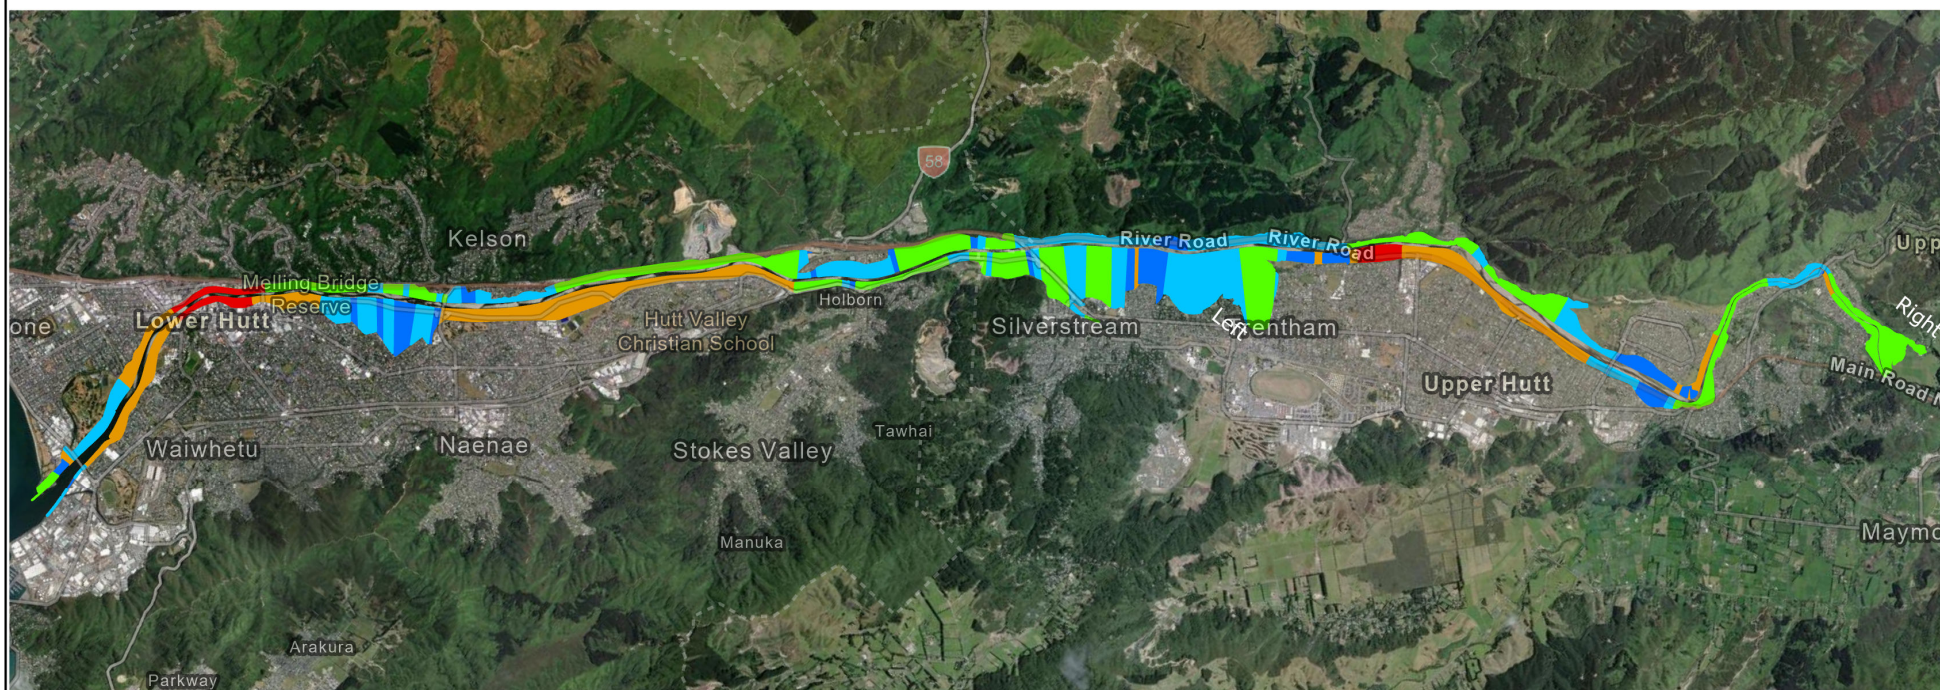 58
Kelson
River Road
River Road
Upp
Melling Bridge
Reserve
Holborn
one
Lower Hutt
Hutt Valley
Christian School
Silverstream
Left
rentham
Right
Main Road N
Upper Hutt
Waiwhetu
Naenae
Stokes Valley
Tawhai
Manuka
Maymo
Arakura
Parkway